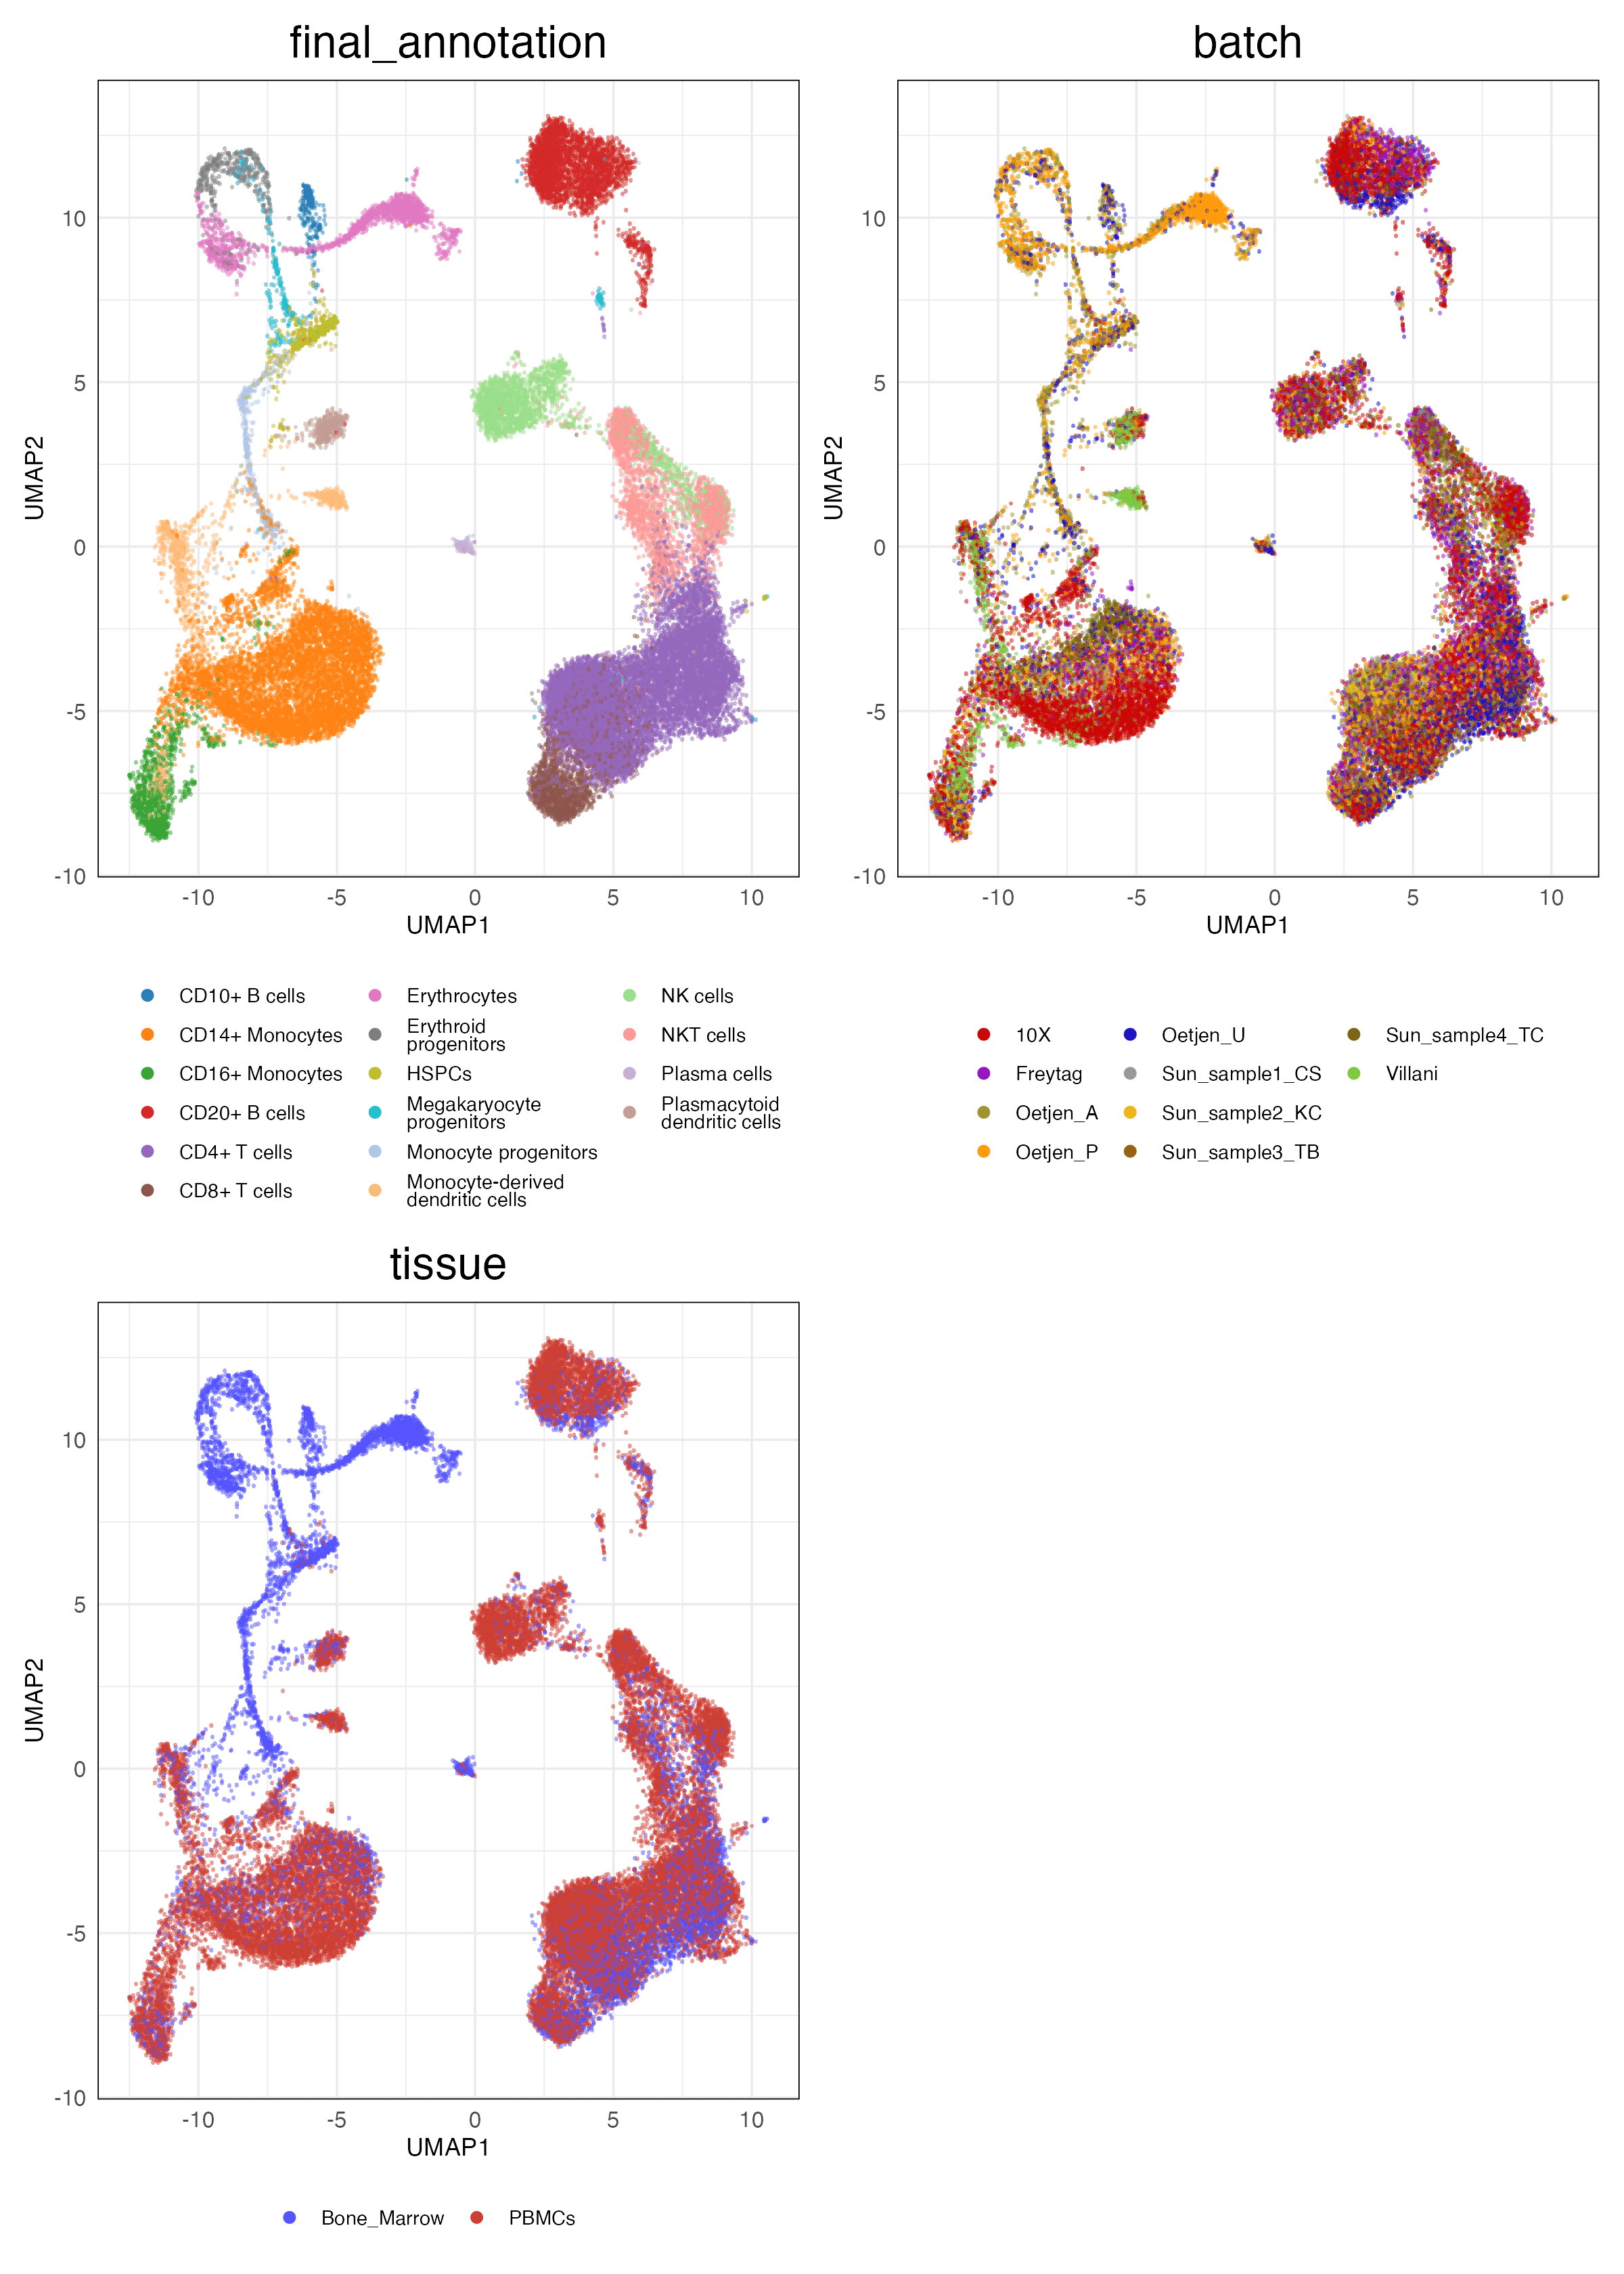 final_annotation
batch
UMAP2
10
5
0
-5
-10
-10 -5 0 5 10
UMAP1
UMAP2
10
5
0
-5
-10
-10 -5 0 5 10
UMAP1
CD10+ B cells
CD14+ Monocytes
CD16+ Monocytes
CD20+ B cells
CD4+ T cells
CD8+ T cells
Erythrocytes
Erythroid
progenitors
HSPCs
Megakaryocyte
progenitors
Monocyte progenitors
Monocyte-derived
dendritic cells
NK cells
NKT cells
Plasma cells
Plasmacytoid
dendritic cells
10X
Freytag
Oetjen_A
Oetjen_P
Oetjen_U
Sun_sample1_CS
Sun_sample2_KC
Sun_sample3_TB
Sun_sample4_TC
Villani
tissue
UMAP2
10
5
0
-5
-10
-10 -5 0 5 10
UMAP1
Bone_Marrow
PBMCs